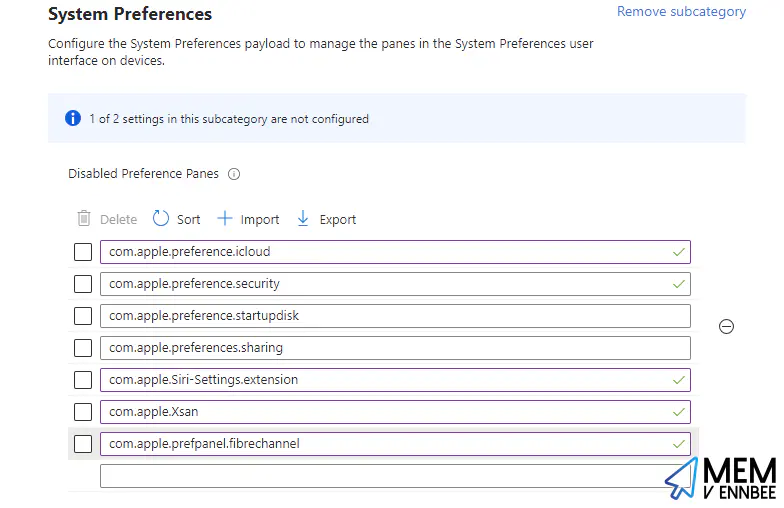 System Preferences
Remove subcategory
Configure the System Preferences payload to manage the panes in the System Preferences user
interface on devices.
1 of 2 settings in this subcategory are not configured
Disabled Preference Panes
Delete Sort Import Export
com.apple.preference.icloud
com.apple.preference.security
com.apple.preference.startupdisk
com.apple.preferences.sharing
com.apple.Siri-Settings.extension
com.apple.Xsan
com.apple.prefpanel.fibrechannel
MEM
V ENNBEE